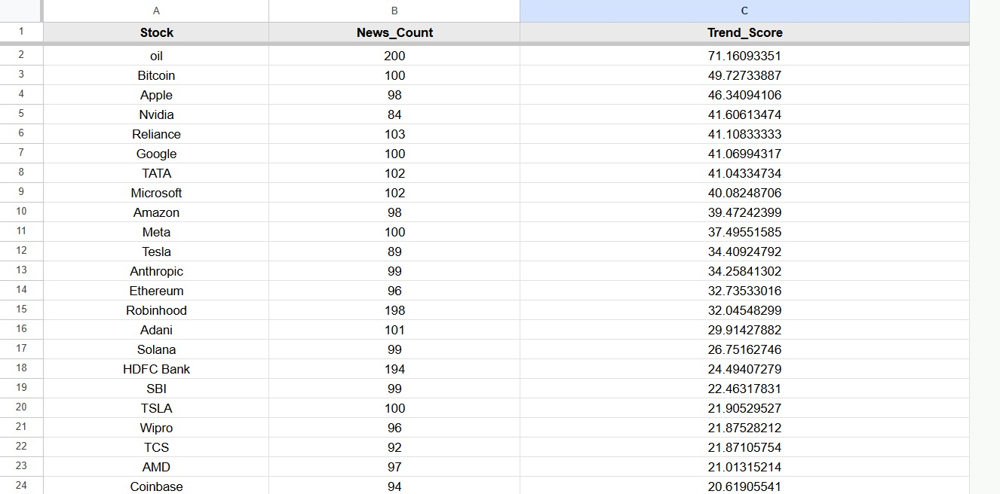 A B C
1 Stock News_Count Trend_Score
2 oil 200 71.16093351
3 Bitcoin 100 49.72733887
4 Apple 98 46.34094106
5 Nvidia 84 41.60613474
6 Reliance 103 41.10833333
7 Google 100 41.06994317
8 TATA 102 41.04334734
9 Microsoft 102 40.08248706
10 Amazon 98 39.47242399
11 Meta 100 37.49551585
12 Tesla 89 34.40924792
13 Anthropic 99 34.25841302
14 Ethereum 96 32.73533016
15 Robinhood 198 32.04548299
16 Adani 101 29.91427882
17 Solana 99 26.75162746
18 HDFC Bank 194 24.49407279
19 SBI 99 22.46317831
20 TSLA 100 21.90529527
21 Wipro 96 21.87528212
22 TCS 92 21.87105754
23 AMD 97 21.01315214
24 Coinbase 94 20.61905541